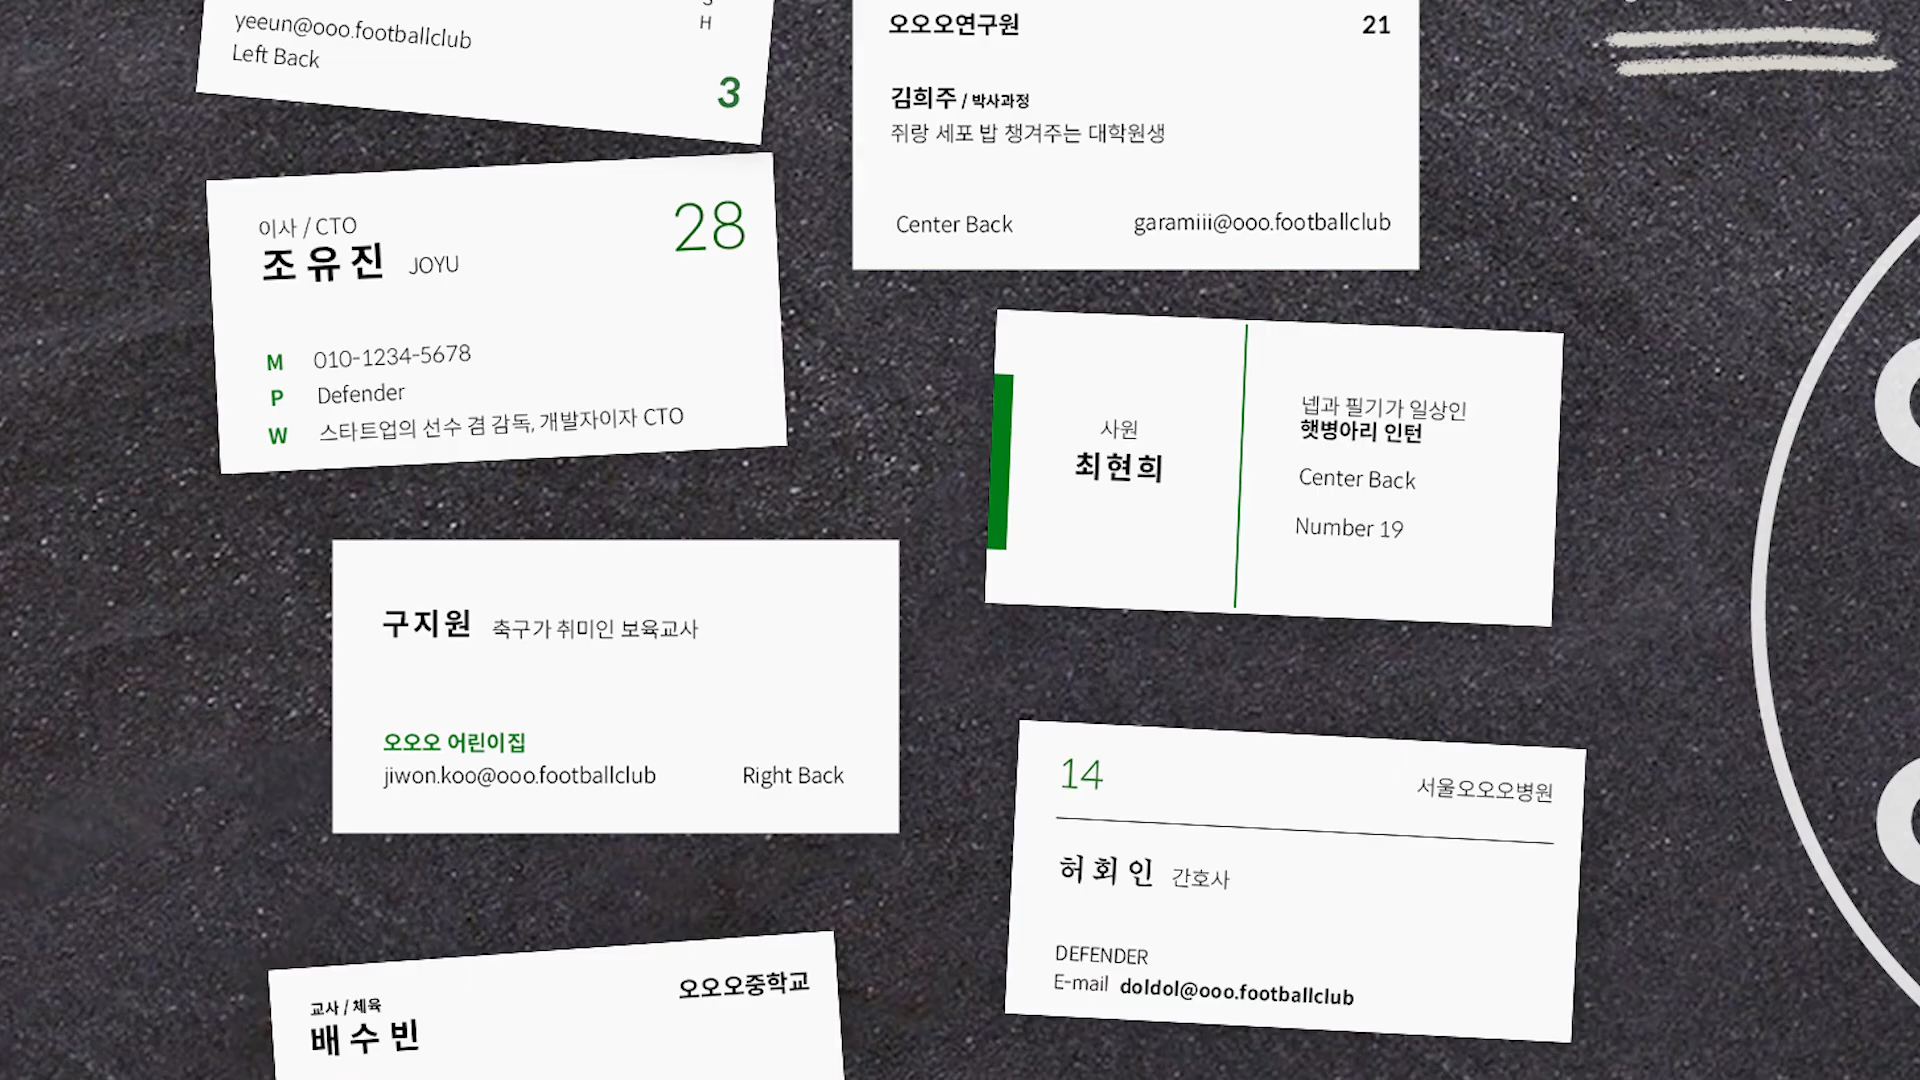 H
yeeun@ooo.footballclub
Left Back
3
오오오연구원
21
김희주 / 박사과정
쥐랑 세포 밥 챙겨주는 대학원생
Center Back
garamiii@ooo.footballclub
이사 / CTO
28
조유진 JOYU
M 010-1234-5678
P Defender
W 스타트업의 선수 겸 감독, 개발자이자 CTO
사원
최현희
넵과 필기가 일상인
햇병아리 인턴
Center Back
Number 19
구지원 축구가 취미인 보육교사
오오오 어린이집
jiwon.koo@ooo.footballclub
Right Back
14
서울오오오병원
허회인 간호사
DEFENDER
E-mail doldol@ooo.footballclub
오오오중학교
교사 / 체육
배수빈